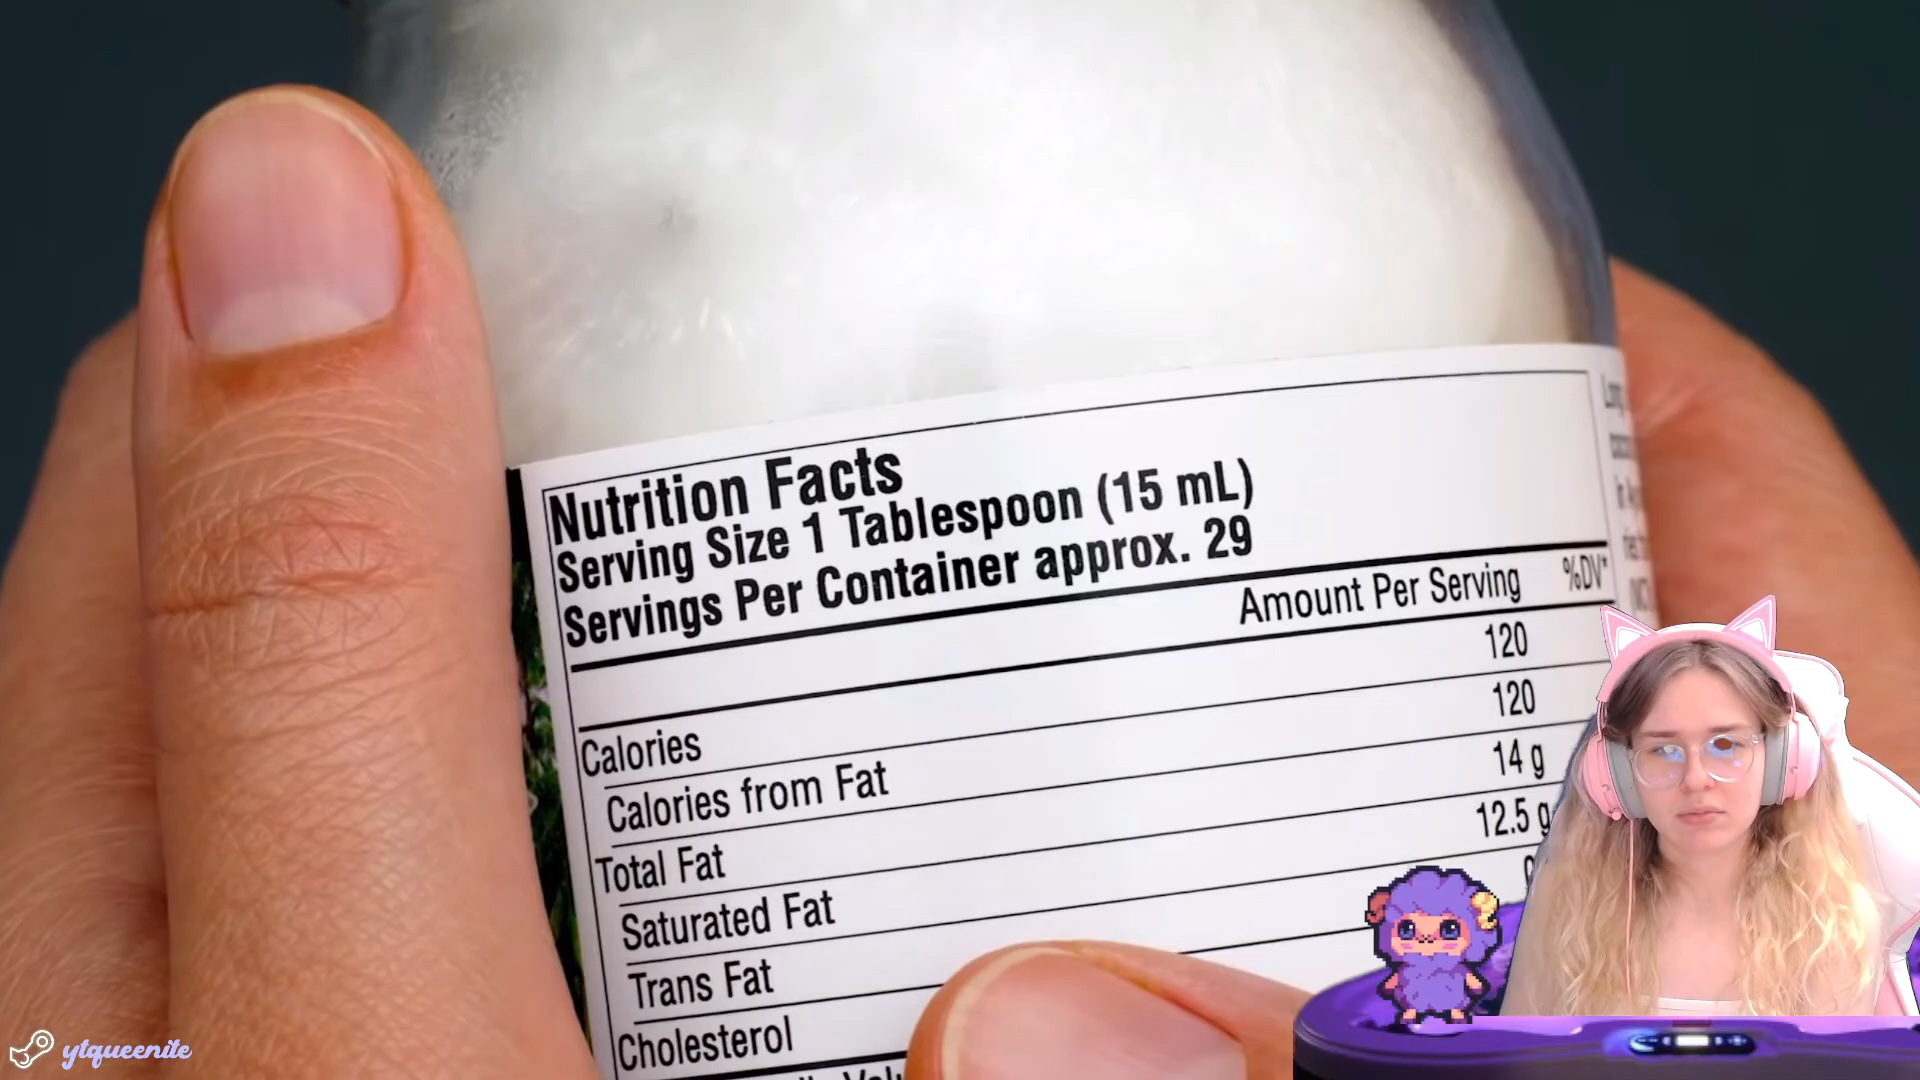 Nutrition Facts
Serving Size 1 Tablespoon (15 mL)
Servings Per Container approx. 29
Amount Per Serving %DV*
Calories 120
Calories from Fat 120
Total Fat 14 g
Saturated Fat 12.5 g
Trans Fat
Cholesterol
ytqueenite